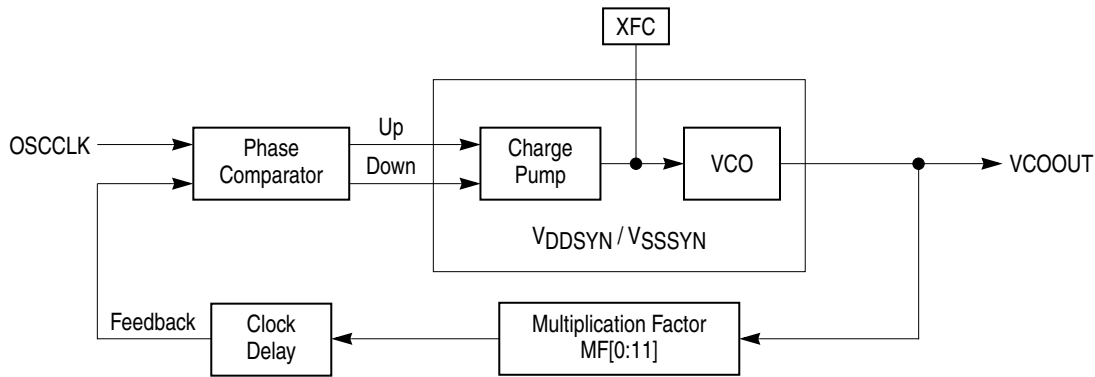 XFC
OSCCLK
Phase
Comparator
Up
Down
Charge
Pump
VCO
VCOOUT
VDDSYN / VSSSYN
Feedback
Clock
Delay
Multiplication Factor
MF[0:11]